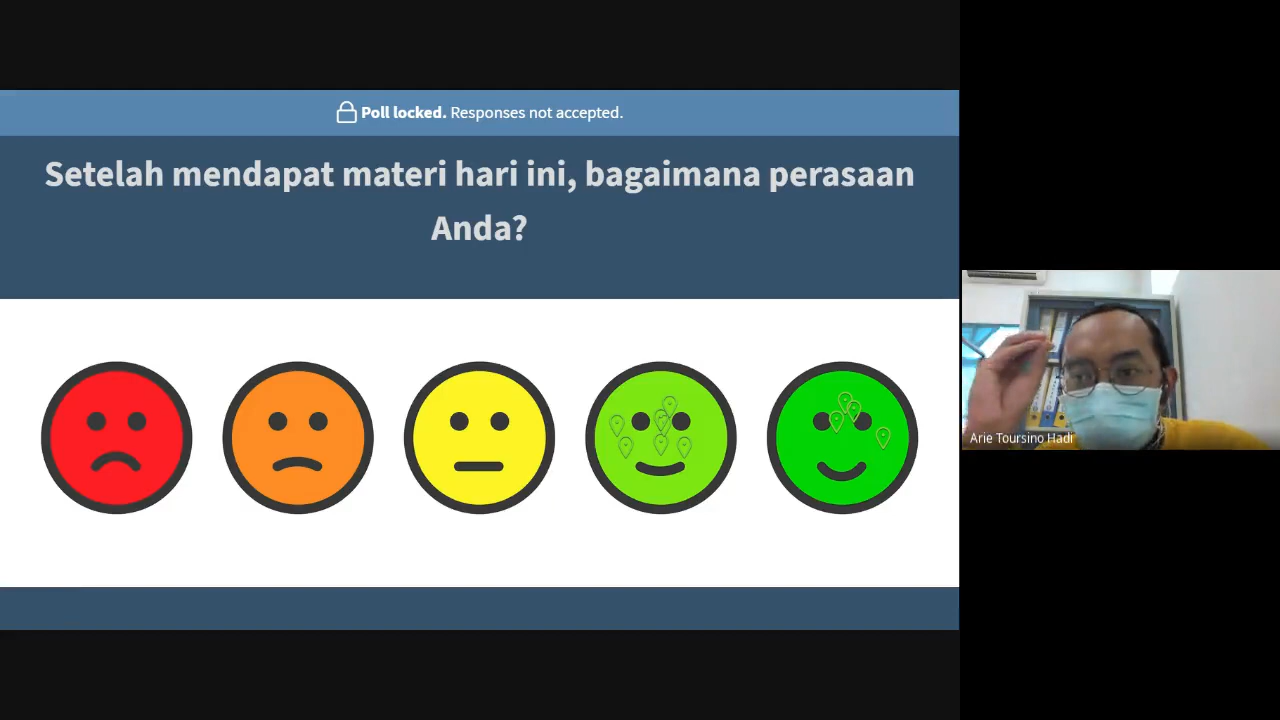 Poll locked. Responses not accepted.
Setelah mendapat materi hari ini, bagaimana perasaan
Anda?
Arie Toursino Hadi